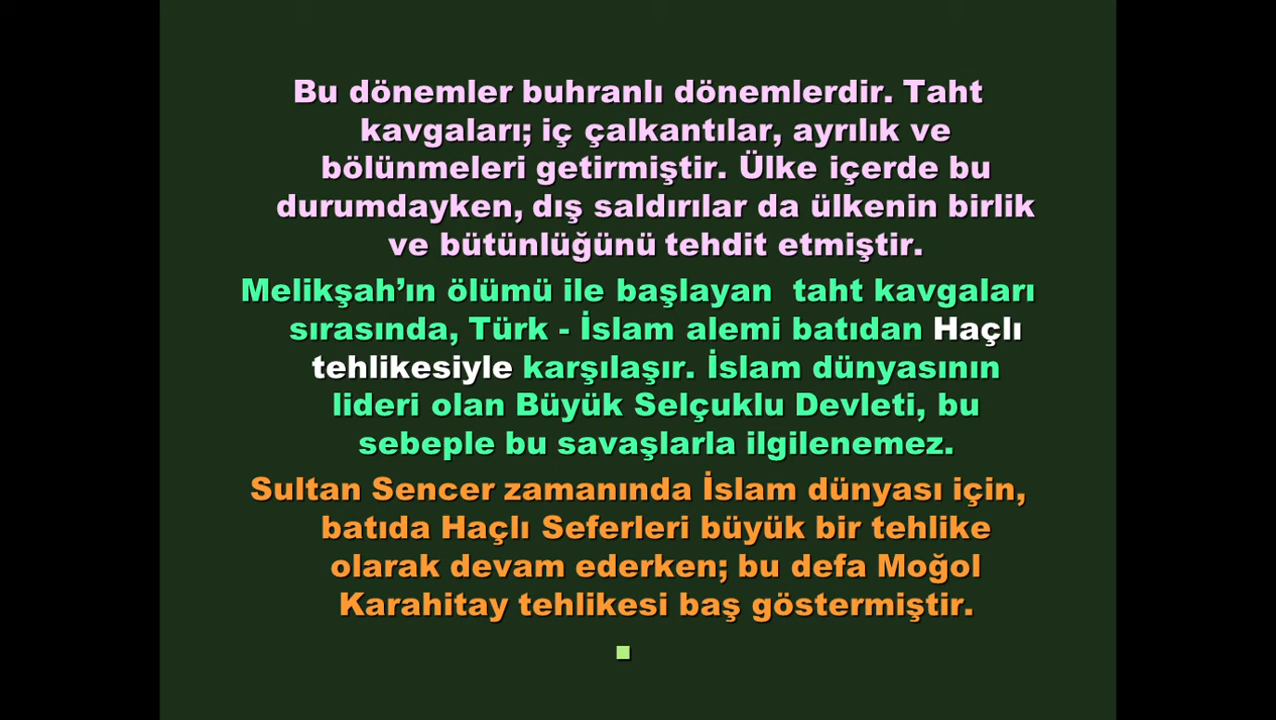 Bu dönemler buhranlı dönemlerdir. Taht
kavgaları; iç çalkantılar, ayrılık ve
bölünmeleri getirmiştir. Ülke içerde bu
durumdayken, dış saldırılar da ülkenin birlik
ve bütünlüğünü tehdit etmiştir.
Melikşah’ın ölümü ile başlayan  taht kavgaları
sırasında, Türk - İslam alemi batıdan Haçlı
tehlikesiyle karşılaşır. İslam dünyasının
lideri olan Büyük Selçuklu Devleti, bu
sebeple bu savaşlarla ilgilenemez.
Sultan Sencer zamanında İslam dünyası için,
batıda Haçlı Seferleri büyük bir tehlike
olarak devam ederken; bu defa Moğol
Karahitay tehlikesi baş göstermiştir.